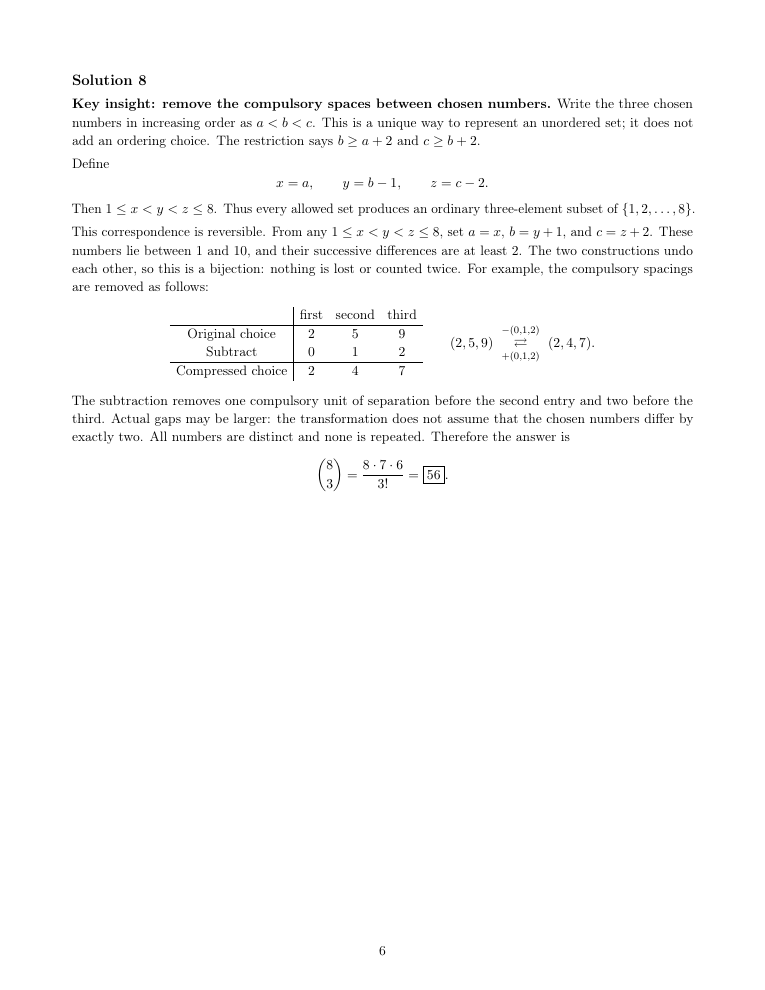 Solution 8
Key insight: remove the compulsory spaces between chosen numbers. Write the three chosen
numbers in increasing order as a < b < c. This is a unique way to represent an unordered set; it does not
add an ordering choice. The restriction says b ≥ a + 2 and c ≥ b + 2.
Define
x = a, y = b − 1, z = c − 2.
Then 1 ≤ x < y < z ≤ 8. Thus every allowed set produces an ordinary three-element subset of {1, 2, . . . , 8}.
This correspondence is reversible. From any 1 ≤ x < y < z ≤ 8, set a = x, b = y + 1, and c = z + 2. These
numbers lie between 1 and 10, and their successive differences are at least 2. The two constructions undo
each other, so this is a bijection: nothing is lost or counted twice. For example, the compulsory spacings
are removed as follows:
first second third
Original choice 2 5 9
Subtract 0 1 2
Compressed choice 2 4 7
(2, 5, 9) −(0,1,2) ⇄ +(0,1,2) (2, 4, 7).
The subtraction removes one compulsory unit of separation before the second entry and two before the
third. Actual gaps may be larger: the transformation does not assume that the chosen numbers differ by
exactly two. All numbers are distinct and none is repeated. Therefore the answer is
(8 3) = 8 · 7 · 6 / 3! = 56.
6